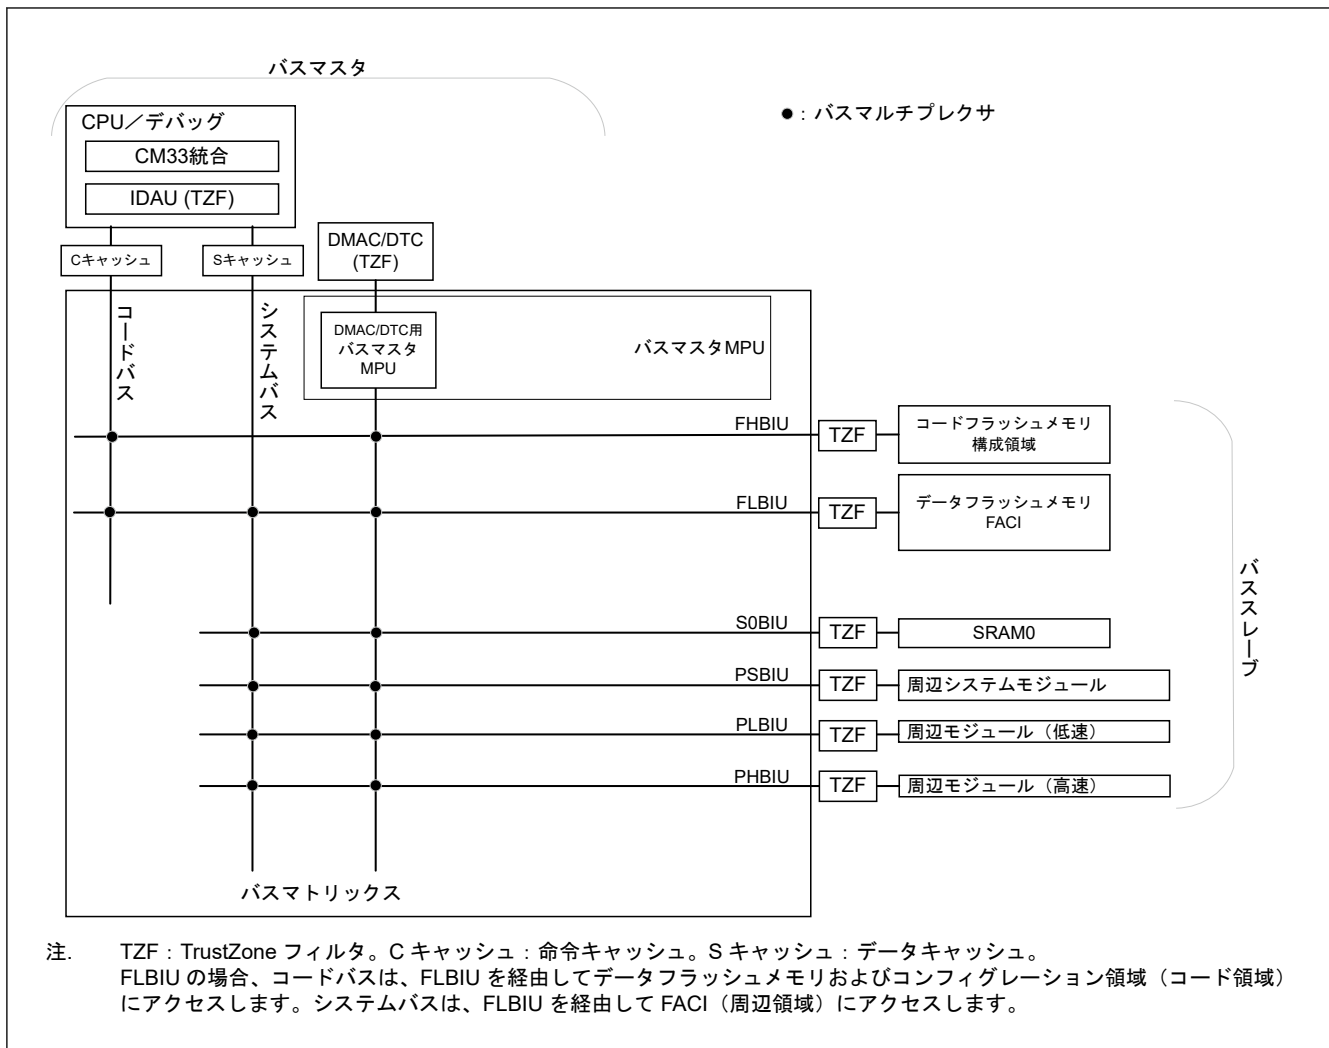 バスマスタ
●：バスマルチプレクサ
CPU／デバッグ
CM33統合
IDAU (TZF)
DMAC/DTC
(TZF)
Cキャッシュ
Sキャッシュ
コードバス
システムバス
DMAC/DTC用
バスマスタ
MPU
バスマスタMPU
FHBIU
TZF
コードフラッシュメモリ
構成領域
FLBIU
TZF
データフラッシュメモリ
FACI
バススレーブ
S0BIU
TZF
SRAM0
PSBIU
TZF
周辺システムモジュール
PLBIU
TZF
周辺モジュール（低速）
PHBIU
TZF
周辺モジュール（高速）
バスマトリックス
注. TZF：TrustZone フィルタ。C キャッシュ：命令キャッシュ。S キャッシュ：データキャッシュ。
FLBIU の場合、コードバスは、FLBIU を経由してデータフラッシュメモリおよびコンフィグレーション領域（コード領域）
にアクセスします。システムバスは、FLBIU を経由して FACI（周辺領域）にアクセスします。